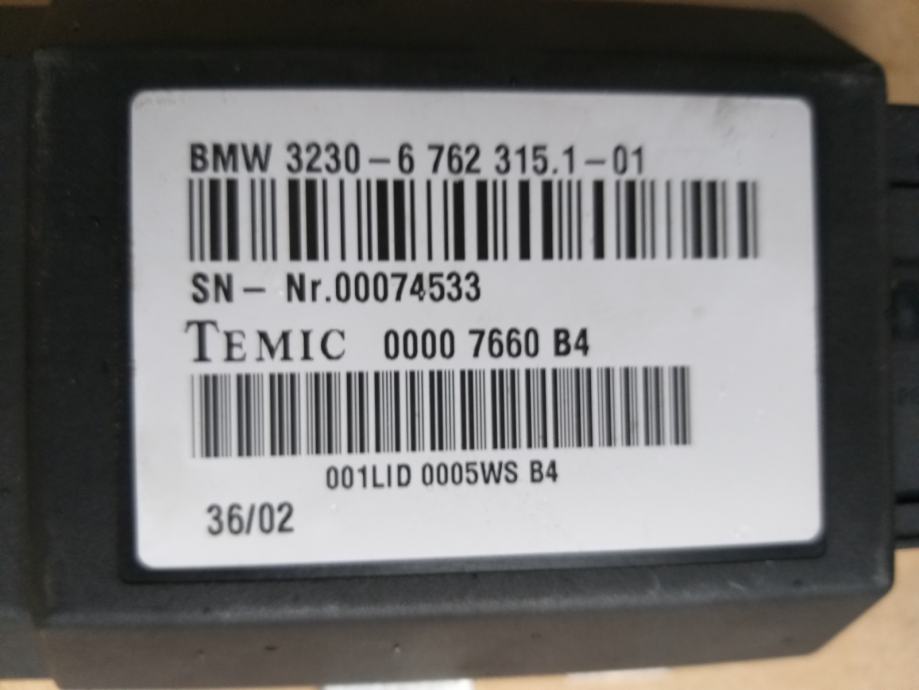 BMW 3230-6 762 315.1-01
SN- Nr.00074533
TEMIC 0000 7660 B4
001LID 0005WS B4
36/02